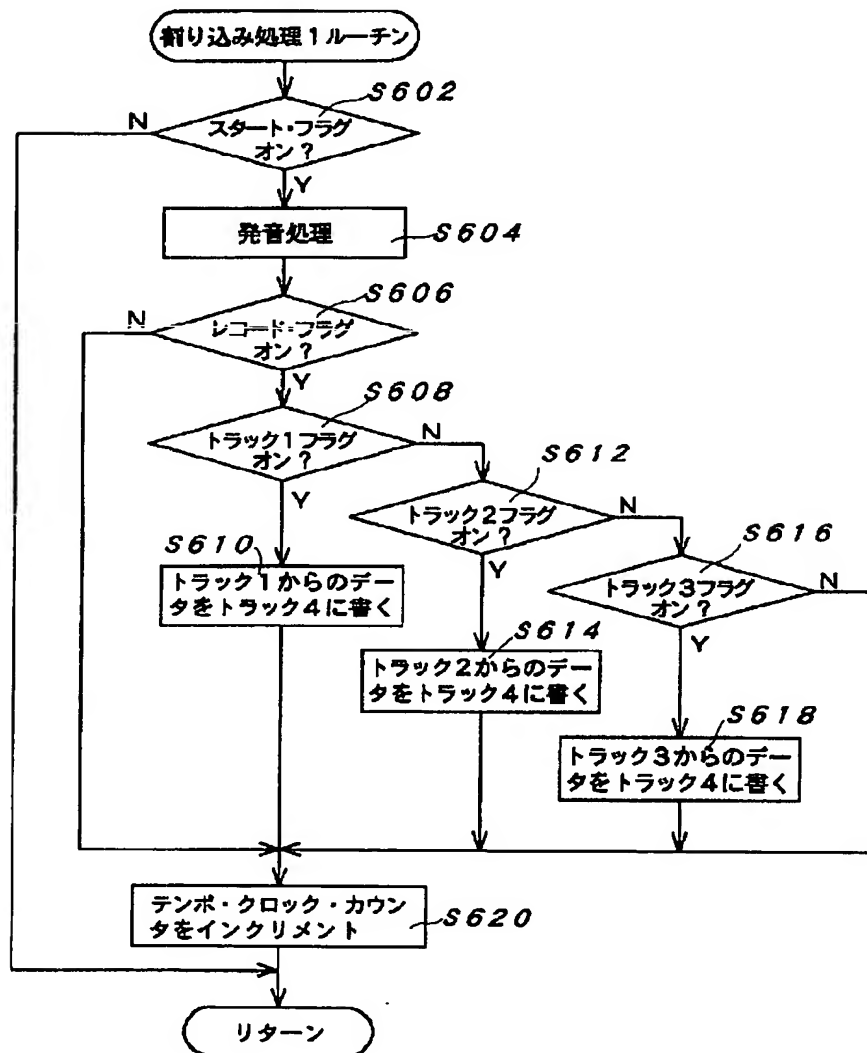 割り込み処理1ルーチン
S602
N
スタート・フラグ
オン?
Y
発音処理
S604
S606
N
レコード・フラグ
オン?
Y
S608
トラック1フラグ
オン?
N
Y
S612
トラック2フラグ
オン?
N
Y
S616
トラック3フラグ
オン?
N
Y
S610
トラック1からのデー
タをトラック4に書く
S614
トラック2からのデー
タをトラック4に書く
S618
トラック3からのデー
タをトラック4に書く
テンポ・クロック・カウン
タをインクリメント
S620
リターン